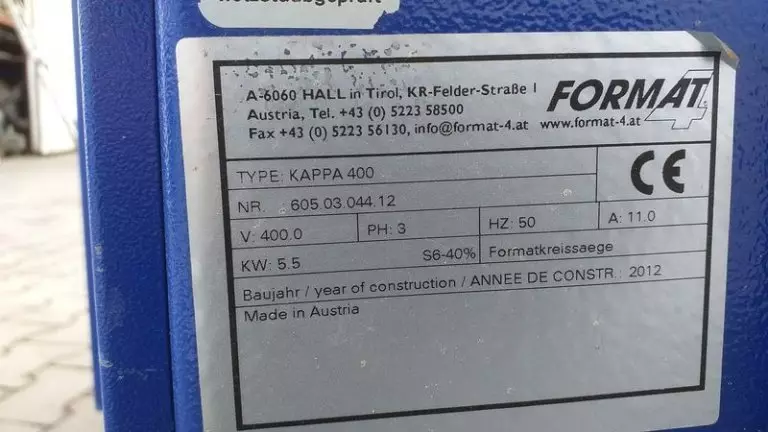 holzstaubgeprüft
A-6060 HALL in Tirol, KR-Felder-Straße 1
Austria, Tel. +43 (0) 5223 58500
Fax +43 (0) 5223 56130, info@format-4.at
FORMAT 4
www.format-4.at
TYPE: KAPPA 400
CE
NR. 605.03.044.12
V: 400.0 PH: 3 HZ: 50 A: 11.0
KW: 5.5 S6-40% Formatkreissaege
Baujahr / year of construction / ANNEE DE CONSTR.: 2012
Made in Austria